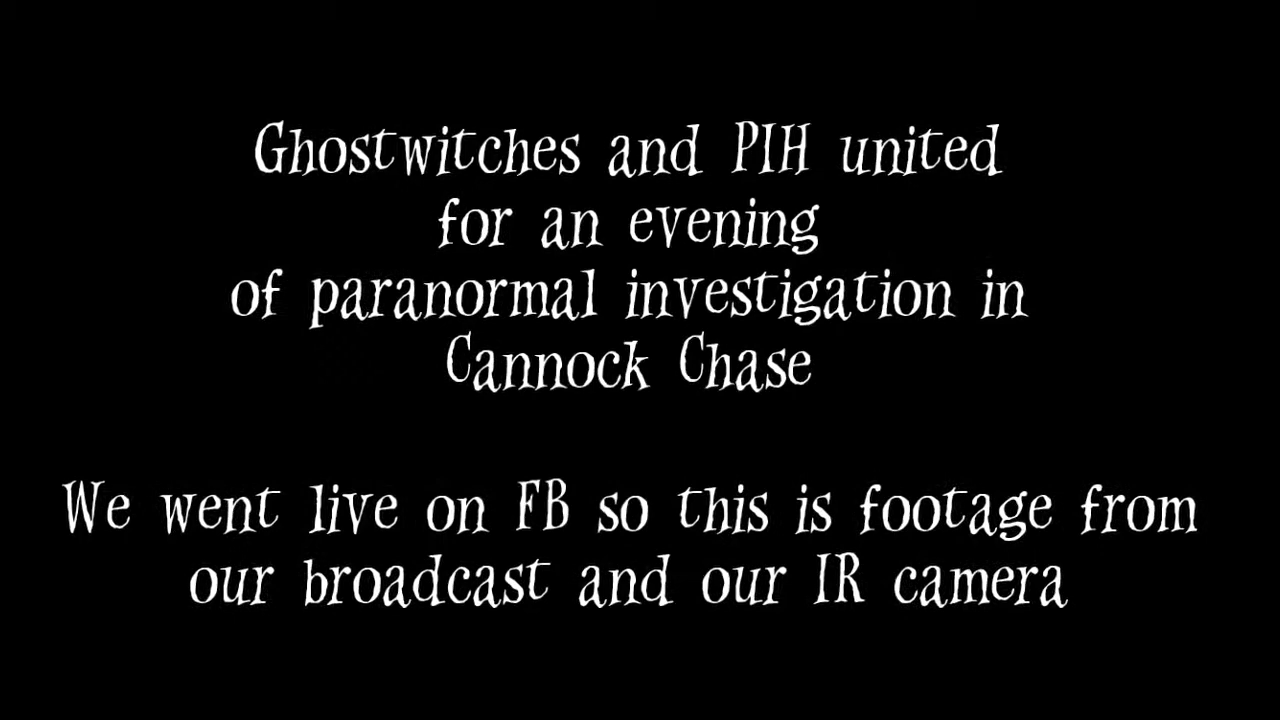 Ghostwitches and PIH united
for an evening
of paranormal investigation in
Cannock Chase
We went live on FB so this is footage from
our broadcast and our IR camera